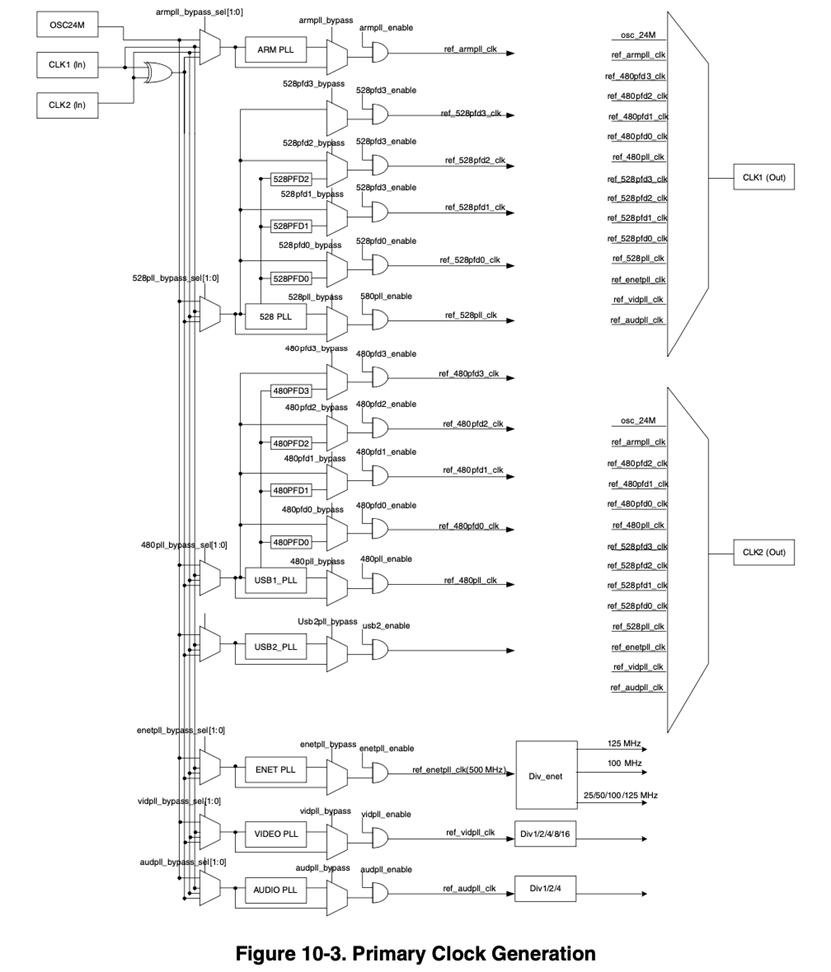 armpll_bypass_sel[1:0]
OSC24M
CLK1 (In)
CLK2 (In)
armpll_bypass
armpll_enable
ARM PLL
ref_armpll_clk
528pfd3_bypass
528pfd3_enable
ref_528pfd3_clk
528pfd2_bypass
528pfd3_enable
ref_528pfd2_clk
528PFD2
528pfd1_bypass
528pfd3_enable
ref_528pfd1_clk
528PFD1
528pfd0_bypass
528pfd0_enable
ref_528pfd0_clk
528PFD0
528pll_bypass_sel[1:0]
528pll_bypass
580pll_enable
528 PLL
ref_528pll_clk
480pfd3_bypass
480pfd3_enable
ref_480pfd3_clk
480PFD3
480pfd2_bypass
480pfd2_enable
ref_480pfd2_clk
480PFD2
480pfd1_bypass
480pfd1_enable
ref_480pfd1_clk
480PFD1
480pfd0_bypass
480pfd0_enable
ref_480pfd0_clk
480PFD0
480pll_bypass_sel[1:0]
480pll_bypass
480pll_enable
USB1_PLL
ref_480pll_clk
Usb2pll_bypass
usb2_enable
USB2_PLL
enetpll_bypass_sel[1:0]
enetpll_bypass
enetpll_enable
ENET PLL
ref_enetpll_clk(500 MHz)
Div_enet
125 MHz
100 MHz
25/50/100/125 MHz
vidpll_bypass_sel[1:0]
vidpll_bypass
vidpll_enable
VIDEO PLL
ref_vidpll_clk
Div1/2/4/8/16
audpll_bypass_sel[1:0]
audpll_bypass
audpll_enable
AUDIO PLL
ref_audpll_clk
Div1/2/4
osc_24M
ref_armpll_clk
ref_480pfd3_clk
ref_480pfd2_clk
ref_480pfd1_clk
ref_480pfd0_clk
ref_480pll_clk
ref_528pfd3_clk
ref_528pfd2_clk
ref_528pfd1_clk
ref_528pfd0_clk
ref_528pll_clk
ref_enetpll_clk
ref_vidpll_clk
ref_audpll_clk
CLK1 (Out)
osc_24M
ref_armpll_clk
ref_480pfd2_clk
ref_480pfd1_clk
ref_480pfd0_clk
ref_480pll_clk
ref_528pfd3_clk
ref_528pfd2_clk
ref_528pfd1_clk
ref_528pfd0_clk
ref_528pll_clk
ref_enetpll_clk
ref_vidpll_clk
ref_audpll_clk
CLK2 (Out)
Figure 10-3. Primary Clock Generation